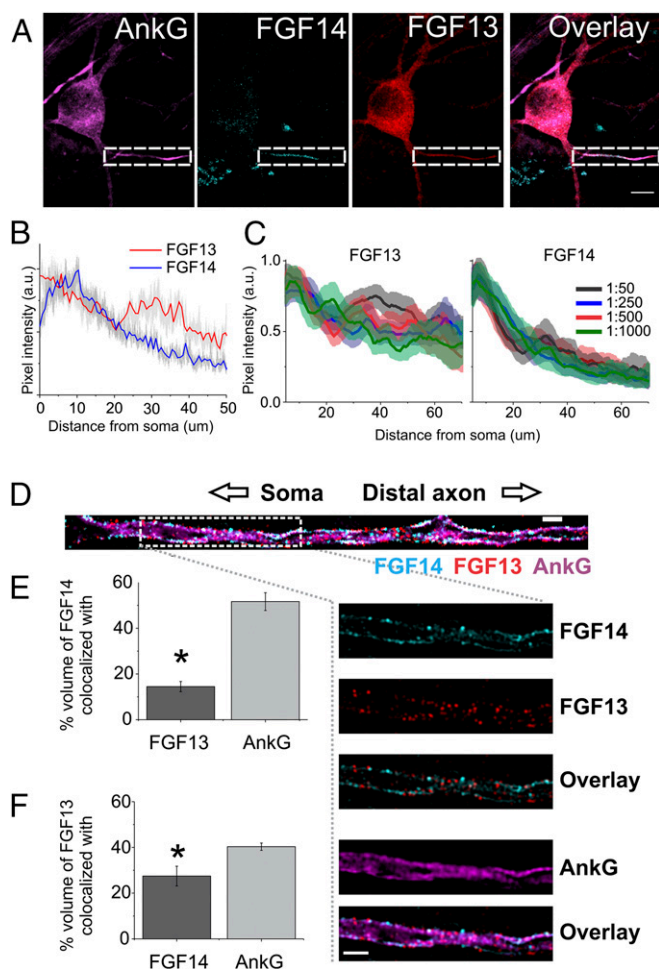 A
AnkG FGF14 FGF13 Overlay
B
FGF13
FGF14
Pixel intensity (a.u.)
0 10 20 30 40 50
Distance from soma (um)
C
FGF13 FGF14
1.0
0.5
0.0
Pixel intensity (a.u.)
1:50
1:250
1:500
1:1000
20 40 60 20 40 60
Distance from soma (um)
D
Soma Distal axon
FGF14 FGF13 AnkG
E
60
40
20
0
% volume of FGF14
colocalized with
*
FGF13 AnkG
FGF14
FGF13
Overlay
F
60
40
20
0
% volume of FGF13
colocalized with
*
FGF14 AnkG
AnkG
Overlay